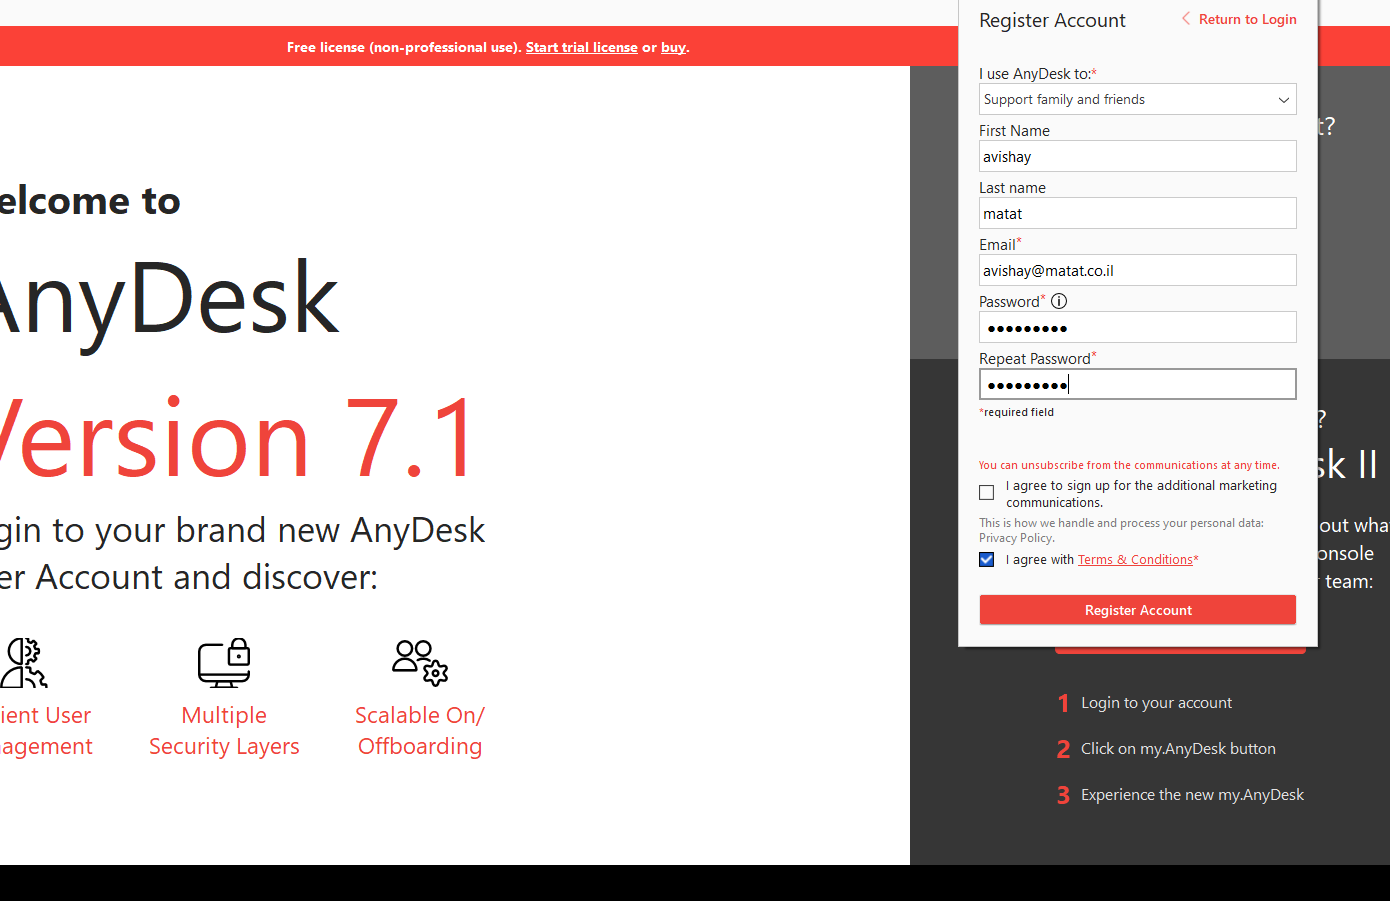 Free license (non-professional use). Start trial license or buy.
elcome to
AnyDesk
Version 7.1
gin to your brand new AnyDesk
er Account and discover:
ient User
agement
Multiple
Security Layers
Scalable On/
Offboarding
Register Account
Return to Login
I use AnyDesk to:*
Support family and friends
First Name
avishay
Last name
matat
Email*
avishay@matat.co.il
Password*
●●●●●●●●●
Repeat Password*
●●●●●●●●●
*required field
You can unsubscribe from the communications at any time.
I agree to sign up for the additional marketing
communications.
This is how we handle and process your personal data:
Privacy Policy.
I agree with Terms & Conditions*
Register Account
t?
?
sk II
out wha
onsole
team:
1 Login to your account
2 Click on my.AnyDesk button
3 Experience the new my.AnyDesk